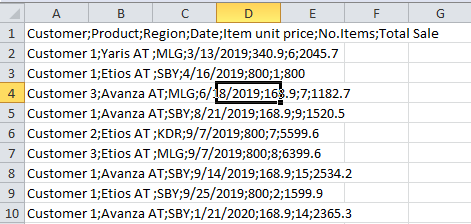 A B C D E F G
1 Customer;Product;Region;Date;Item unit price;No.Items;Total Sale
2 Customer 1;Yaris AT ;MLG;3/13/2019;340.9;6;2045.7
3 Customer 1;Etios AT ;SBY;4/16/2019;800;1;800
4 Customer 3;Avanza AT;MLG;6/18/2019;168.9;7;1182.7
5 Customer 1;Avanza AT;SBY;8/21/2019;168.9;9;1520.5
6 Customer 2;Etios AT ;KDR;9/7/2019;800;7;5599.6
7 Customer 3;Etios AT ;MLG;9/7/2019;800;8;6399.6
8 Customer 1;Avanza AT;SBY;9/14/2019;168.9;15;2534.2
9 Customer 1;Etios AT ;SBY;9/25/2019;800;2;1599.9
10 Customer 1;Avanza AT;SBY;1/21/2020;168.9;14;2365.3